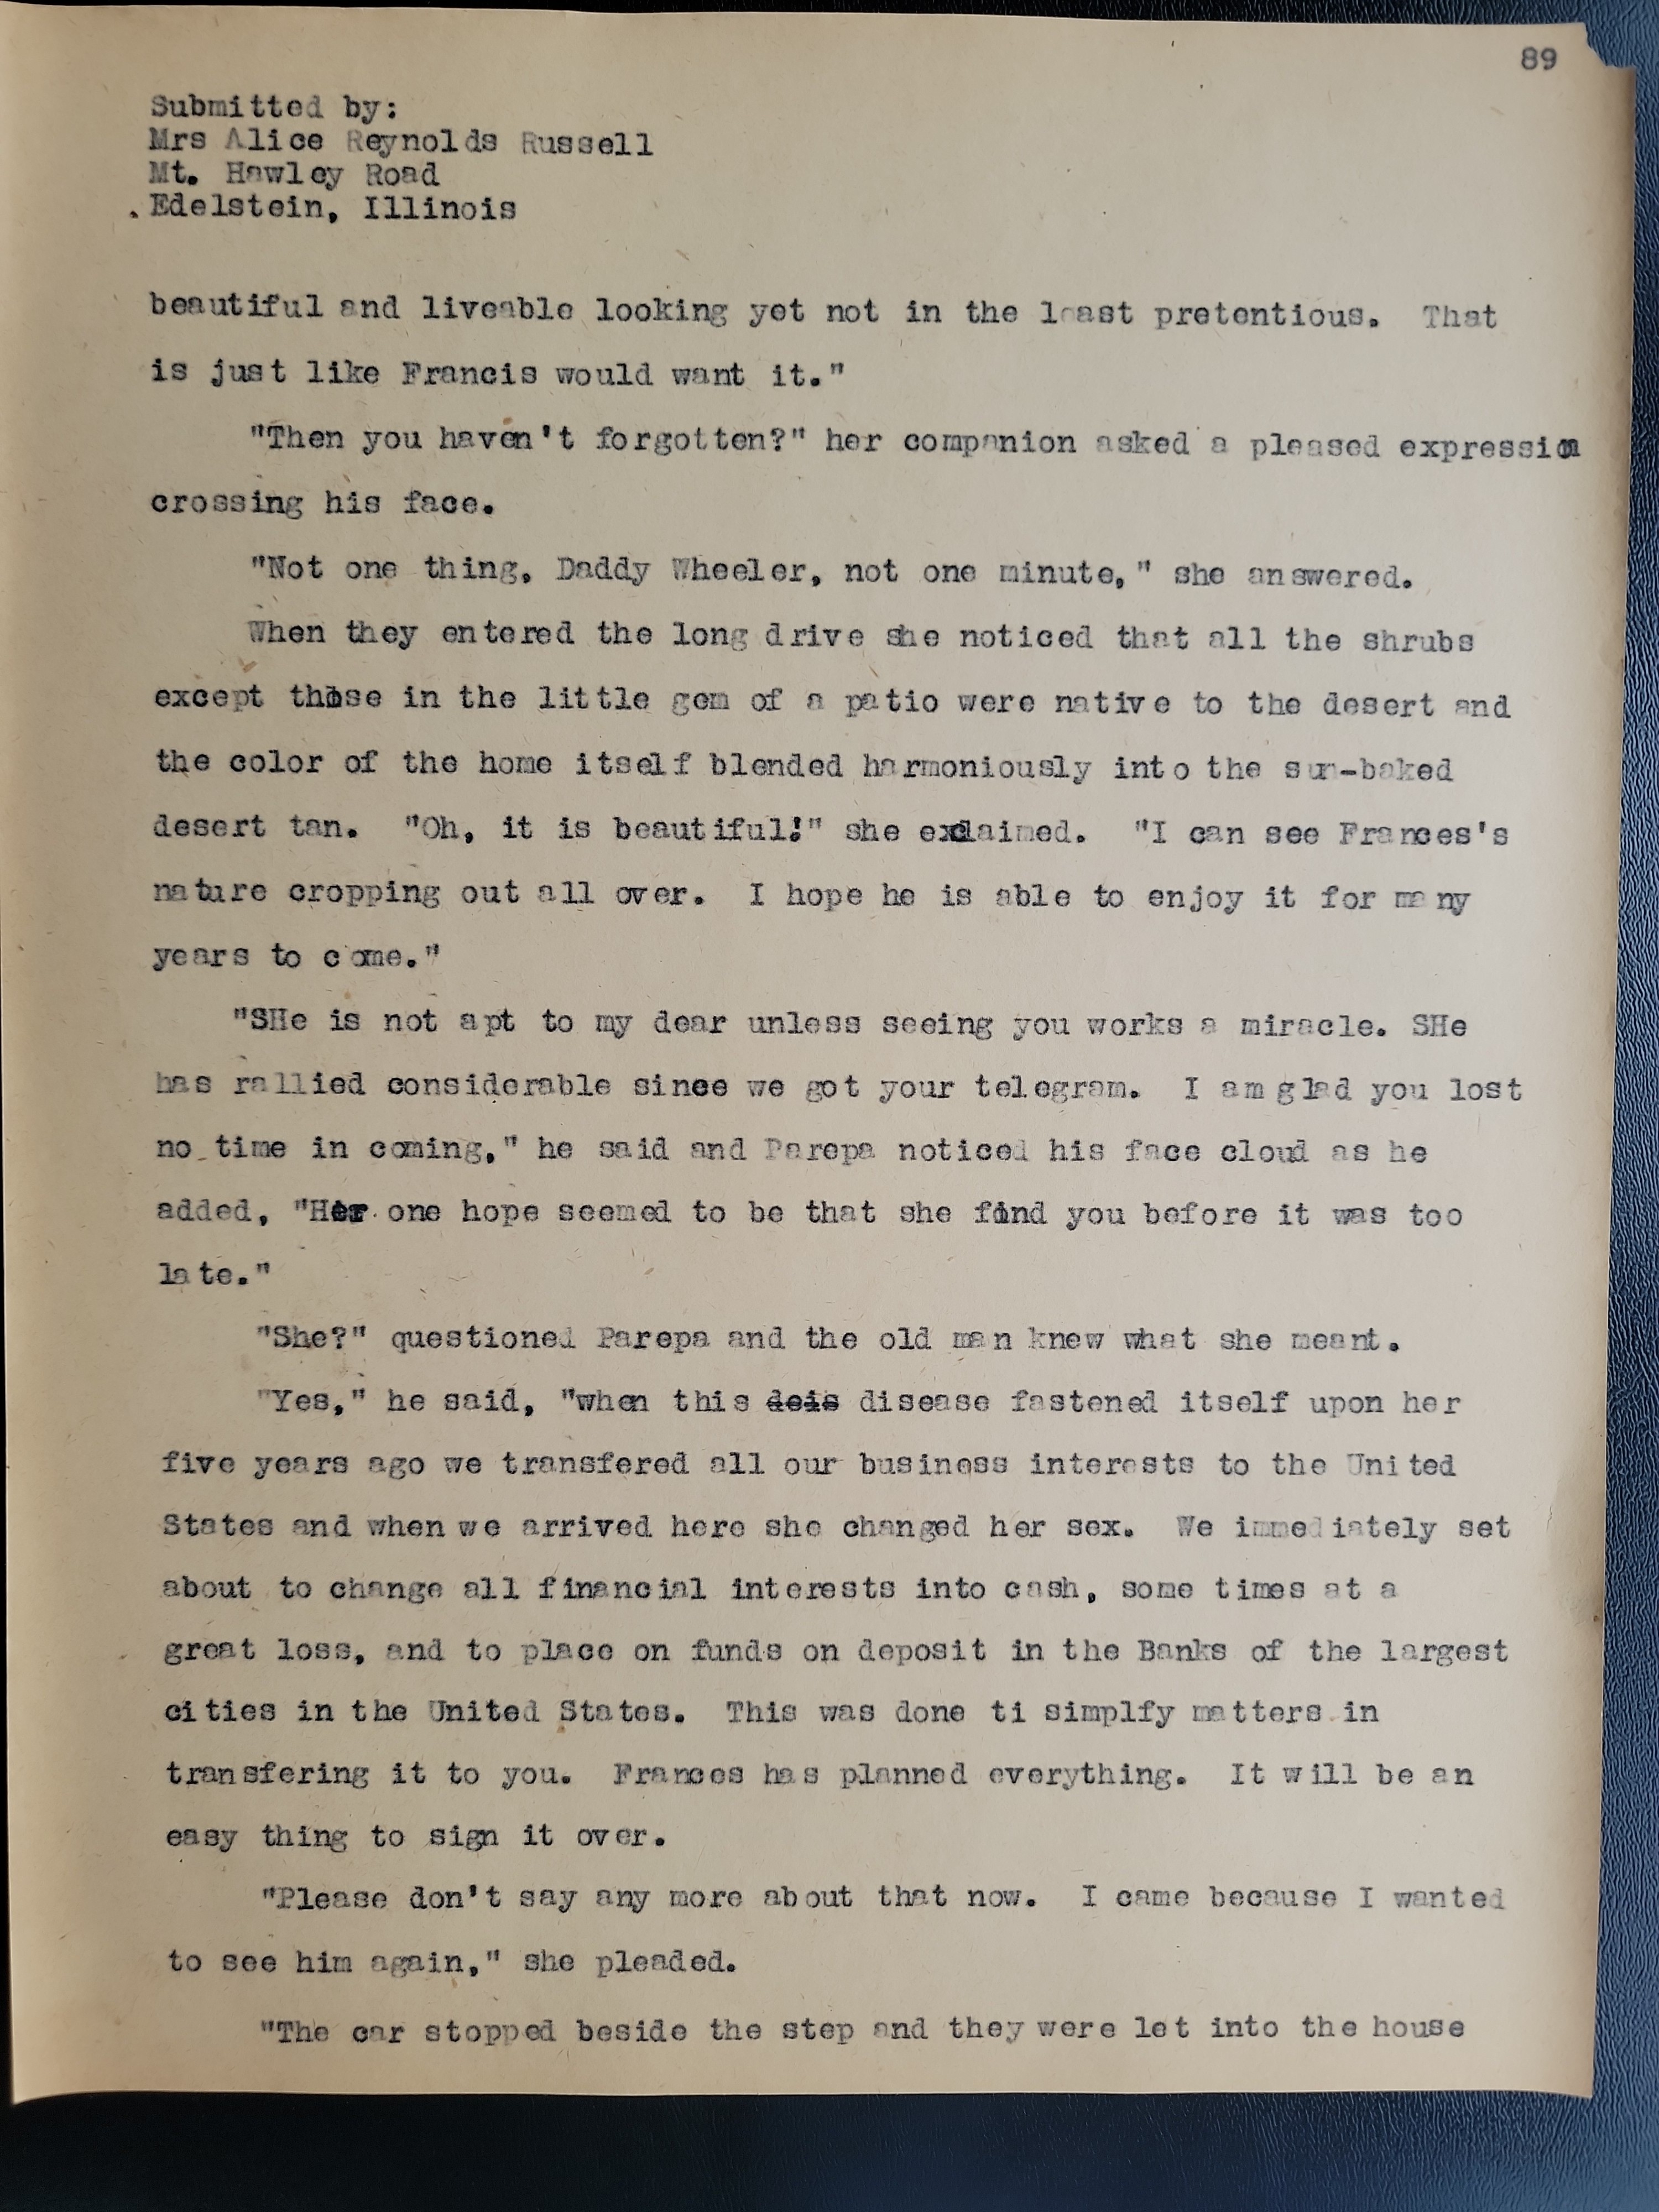 89
Submitted by:
Mrs Alice Reynolds Russell
Mt. Hawley Road
Edelstein, Illinois
beautiful and liveable looking yet not in the least pretentious. That
is just like Francis would want it."
"Then you haven't forgotten?" her companion asked a pleased expression
crossing his face.
"Not one thing, Daddy Wheeler, not one minute," she answered.
When they entered the long drive she noticed that all the shrubs
except those in the little gem of a patio were native to the desert and
the color of the home itself blended harmoniously into the sun-baked
desert tan. "Oh, it is beautiful!" she exclaimed. "I can see Frances's
nature cropping out all over. I hope he is able to enjoy it for many
years to come."
"SHe is not apt to my dear unless seeing you works a miracle. SHe
has rallied considerable since we got your telegram. I am glad you lost
no time in coming," he said and Parepa noticed his face cloud as he
added, "Her one hope seemed to be that she find you before it was too
late."
"She?" questioned Parepa and the old man knew what she meant.
"Yes," he said, "when this deis disease fastened itself upon her
five years ago we transfered all our business interests to the United
States and when we arrived here she changed her sex. We immediately set
about to change all financial interests into cash, some times at a
great loss, and to place on funds on deposit in the Banks of the largest
cities in the United States. This was done ti simplfy matters in
transfering it to you. Frances has planned everything. It will be an
easy thing to sign it over.
"Please don't say any more about that now. I came because I wanted
to see him again," she pleaded.
"The car stopped beside the step and they were let into the house